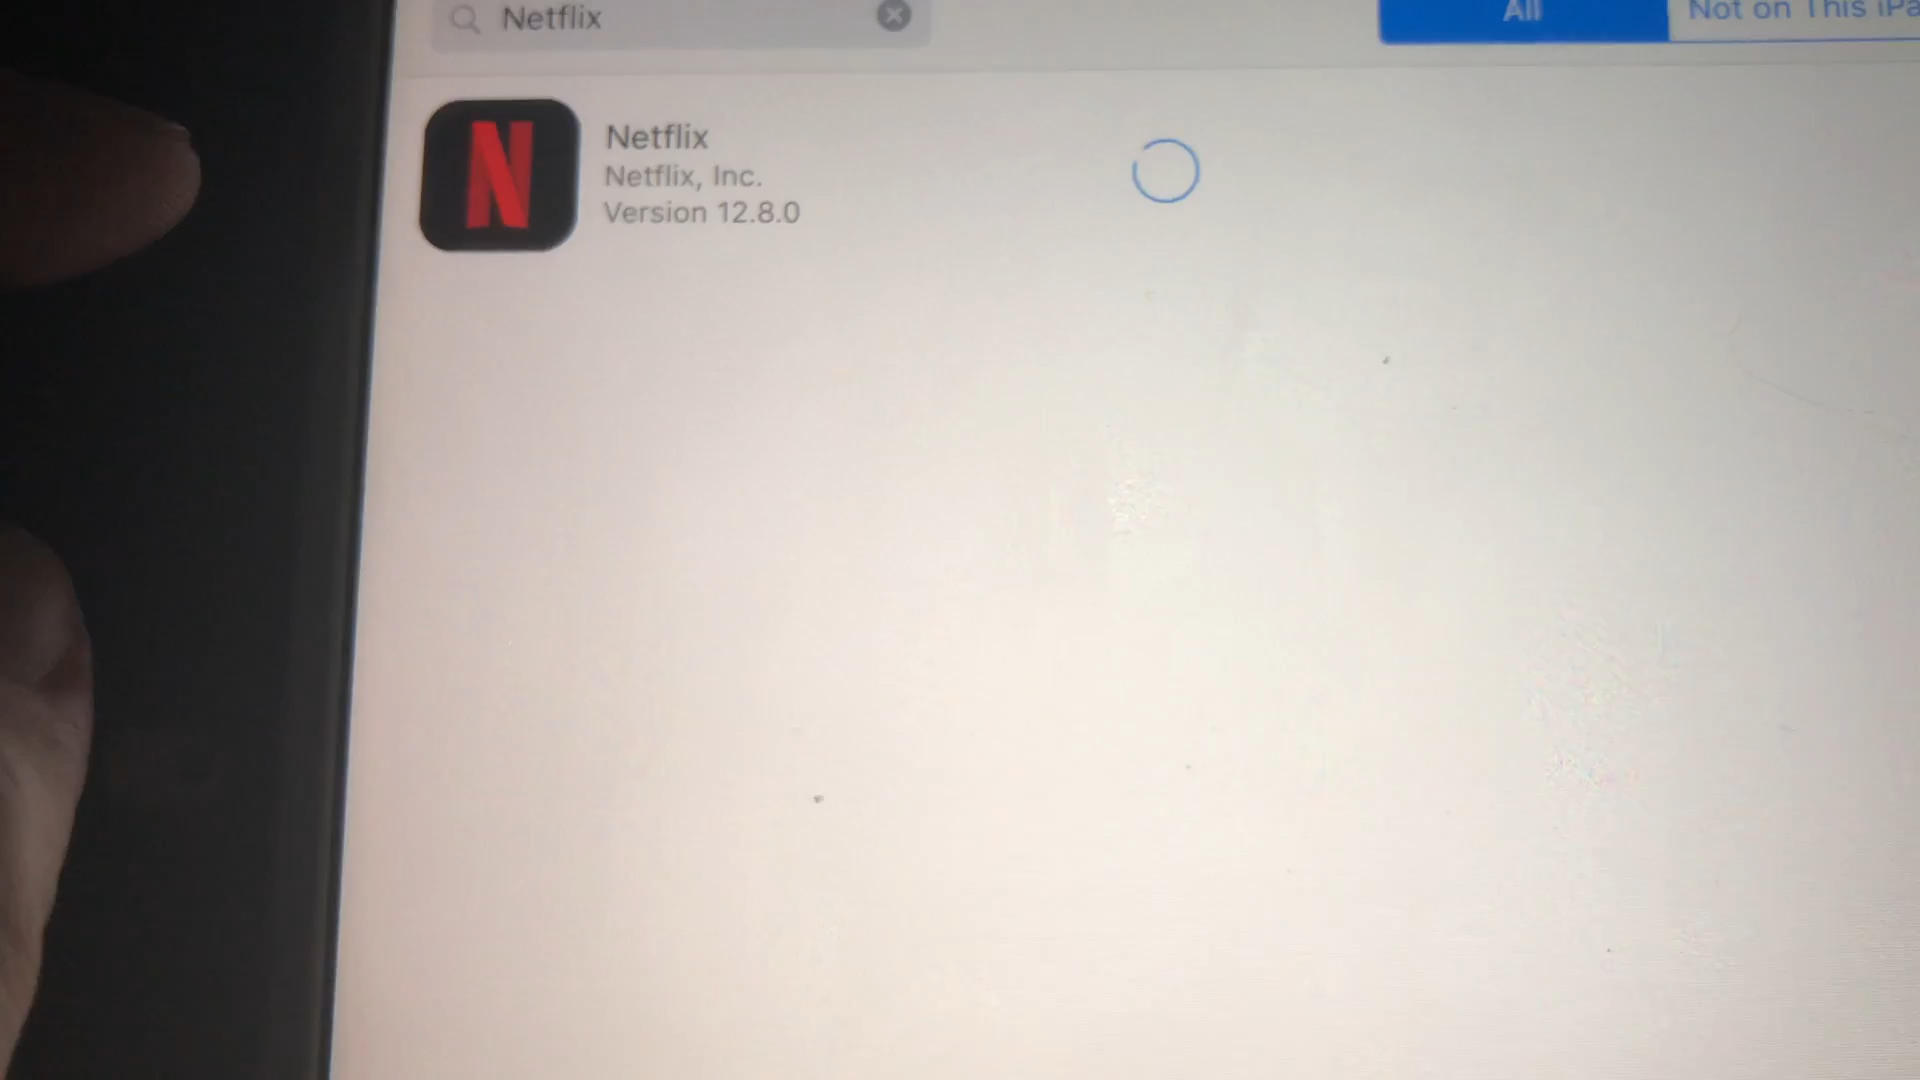 Netflix
All
Not on This iPa
Netflix
Netflix, Inc.
Version 12.8.0